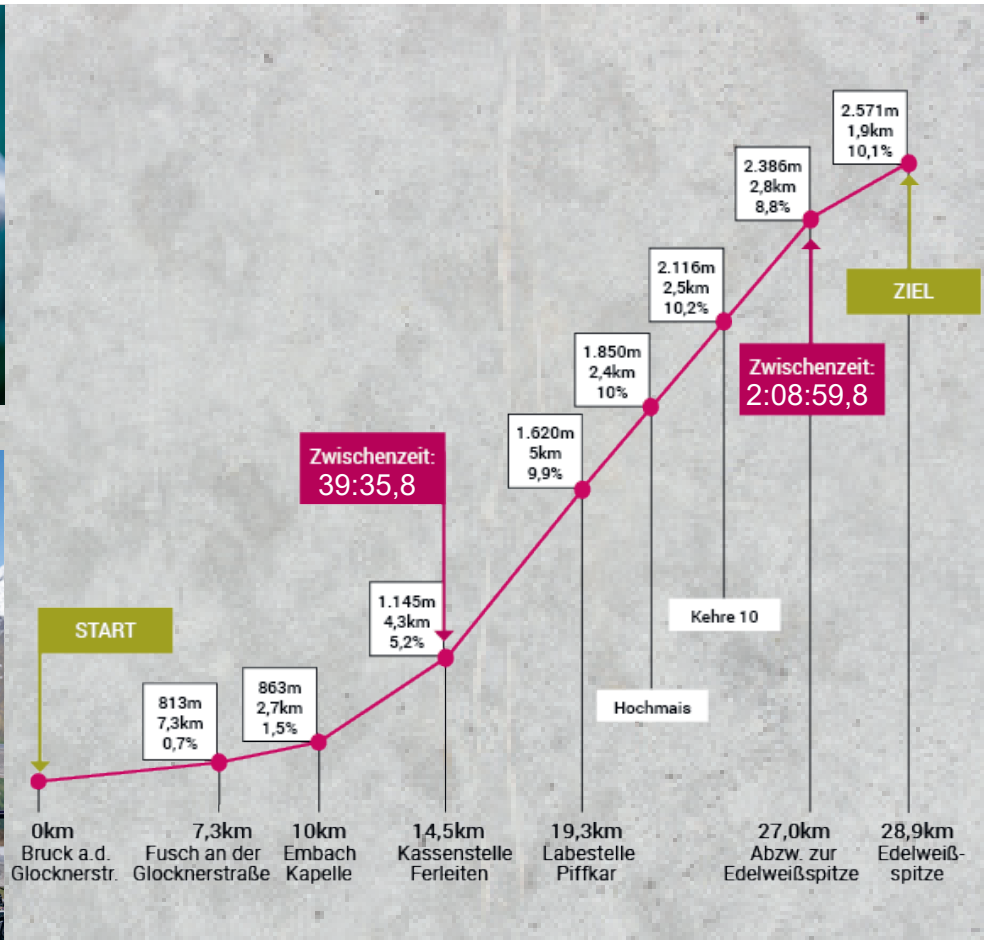 2.571m
1,9km
10,1%
2.386m
2,8km
8,8%
2.116m
2,5km
10,2%
ZIEL
1.850m
2,4km
10%
Zwischenzeit:
2:08:59,8
1.620m
5km
9,9%
Zwischenzeit:
39:35,8
1.145m
4,3km
5,2%
START
Kehre 10
863m
2,7km
1,5%
813m
7,3km
0,7%
Hochmais
0km
Bruck a.d.
Glocknerstr.
7,3km
Fusch an der
Glocknerstraße
10km
Embach
Kapelle
14,5km
Kassenstelle
Ferleiten
19,3km
Labestelle
Piffkar
27,0km
Abzw. zur
Edelweißspitze
28,9km
Edelweiß-
spitze